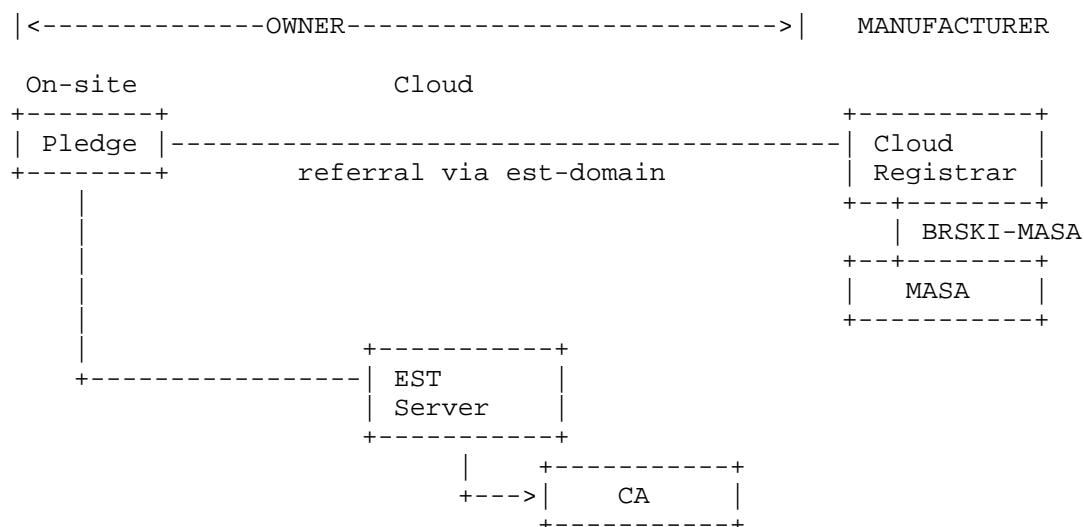 |<--------------OWNER--------------------------->|   MANUFACTURER
On-site                Cloud
Pledge
Cloud
referral via est-domain
Registrar
BRSKI-MASA
MASA
EST
Server
CA